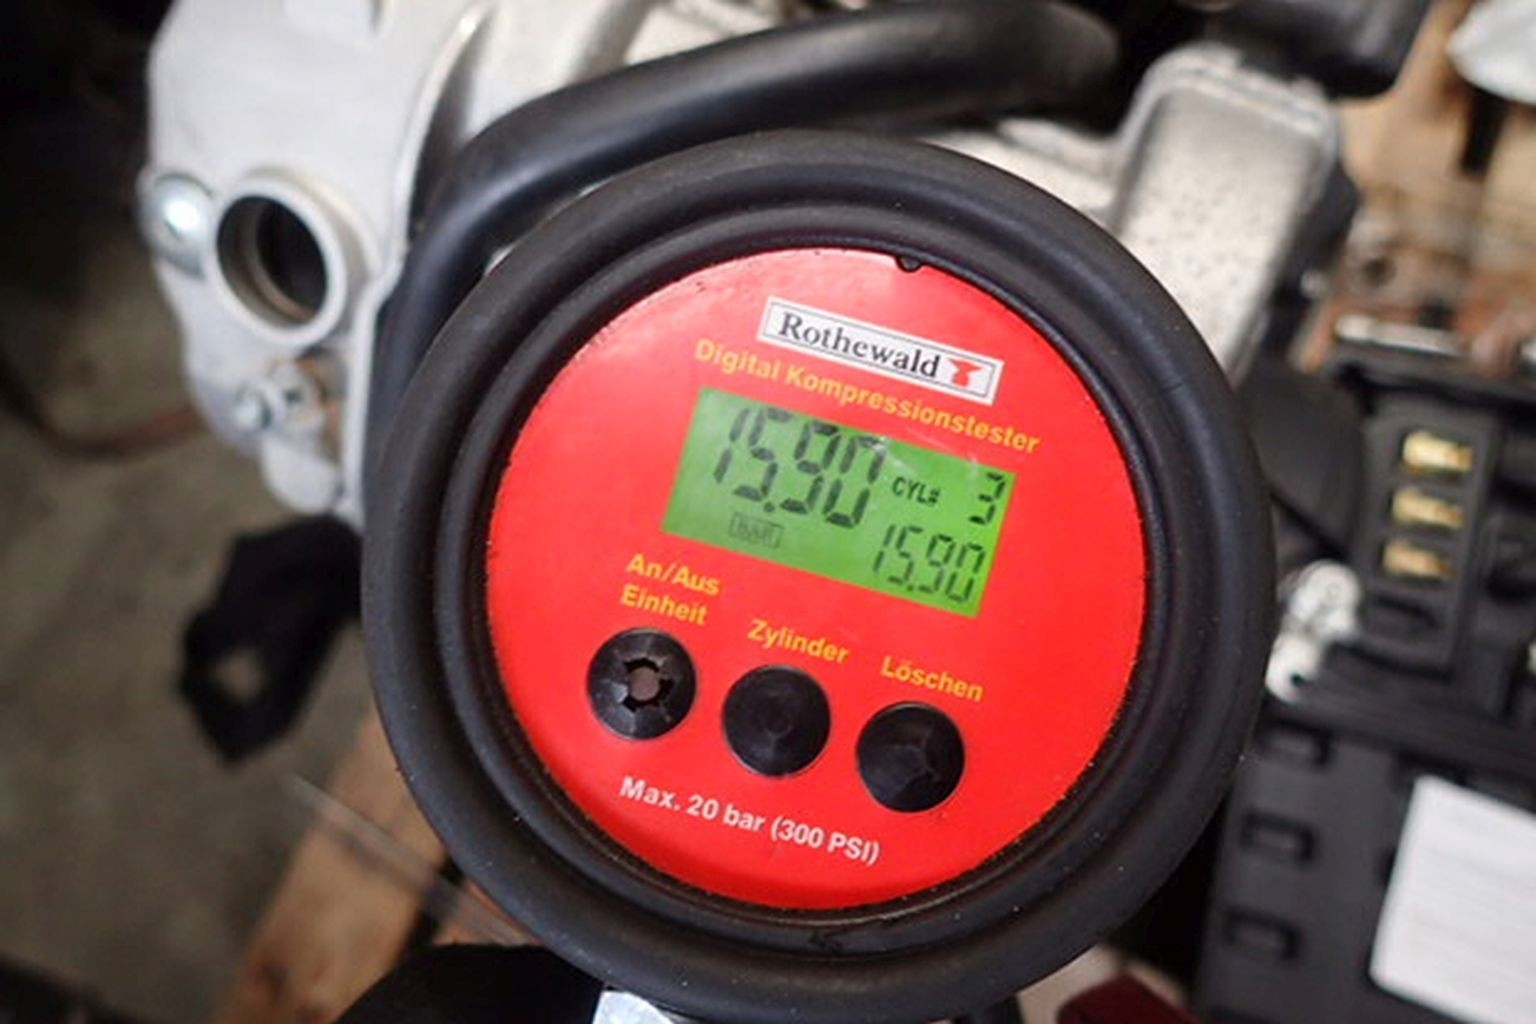 Rothewald
Digital Kompressionstester
15.90 CYL# 3
bar 15.90
An/Aus
Einheit
Zylinder
Löschen
Max. 20 bar (300 PSI)